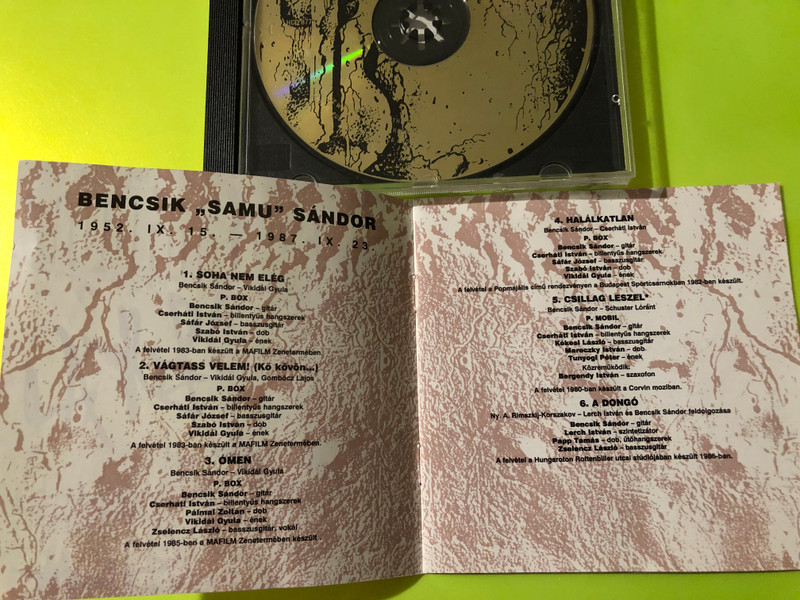 BENCSIK „SAMU” SÁNDOR
1952. IX. 15. — 1987. IX. 23.
1. SOHA NEM ELÉG
Bencsik Sándor – Vikidál Gyula
P. BOX
Bencsik Sándor – gitár
Cserháti István – billentyűs hangszerek
Sáfár József – basszusgitár
Szabó István – dob
Vikidál Gyula – ének
A felvétel 1983-ban készült a MAFILM Zenetermében.
2. VÁGTASS VELEM! (Kő kövön...)
Bencsik Sándor – Vikidál Gyula, Gombócz Lajos
P. BOX
Bencsik Sándor – gitár
Cserháti István – billentyűs hangszerek
Sáfár József – basszusgitár
Szabó István – dob
Vikidál Gyula – ének
A felvétel 1983-ban készült a MAFILM Zenetermében.
3. ÓMEN
Bencsik Sándor – Vikidál Gyula
P. BOX
Bencsik Sándor – gitár
Cserháti István – billentyűs hangszerek
Pálmai Zoltán – dob
Vikidál Gyula – ének
Zselencz László – basszusgitár, vokál
A felvétel 1985-ben a MAFILM Zenetermében készült
4. HALÁLKATLAN
Bencsik Sándor – Cserháti István
P. BOX
Bencsik Sándor – gitár
Cserháti István – billentyűs hangszerek
Sáfár József – basszusgitár
Szabó István – dob
Vikidál Gyula – ének
A felvétel a Popmajális című rendezvényen a Budapest Sportcsarnokban 1982-ben készült.
5. CSILLAG LESZEL*
Bencsik Sándor – Schuster Lóránt
P. MOBIL
Bencsik Sándor – gitár
Cserháti István – billentyűs hangszerek
Kékesi László – basszusgitár
Mareczky István – dob
Tunyogi Péter – ének
Közreműködik:
Bergendy István – szaxofon
A felvétel 1980-ban készült a Corvin moziban.
6. A DONGÓ
Ny. A. Rimszkij-Korszakov – Lerch István és Bencsik Sándor feldolgozása
Bencsik Sándor – gitár
Lerch István – szintetizátor
Papp Tamás – dob, ütőhangszerek
Zselencz László – basszusgitár
A felvétel a Hungaroton Rottenbiller utcai stúdiójában készült 1986-ban.